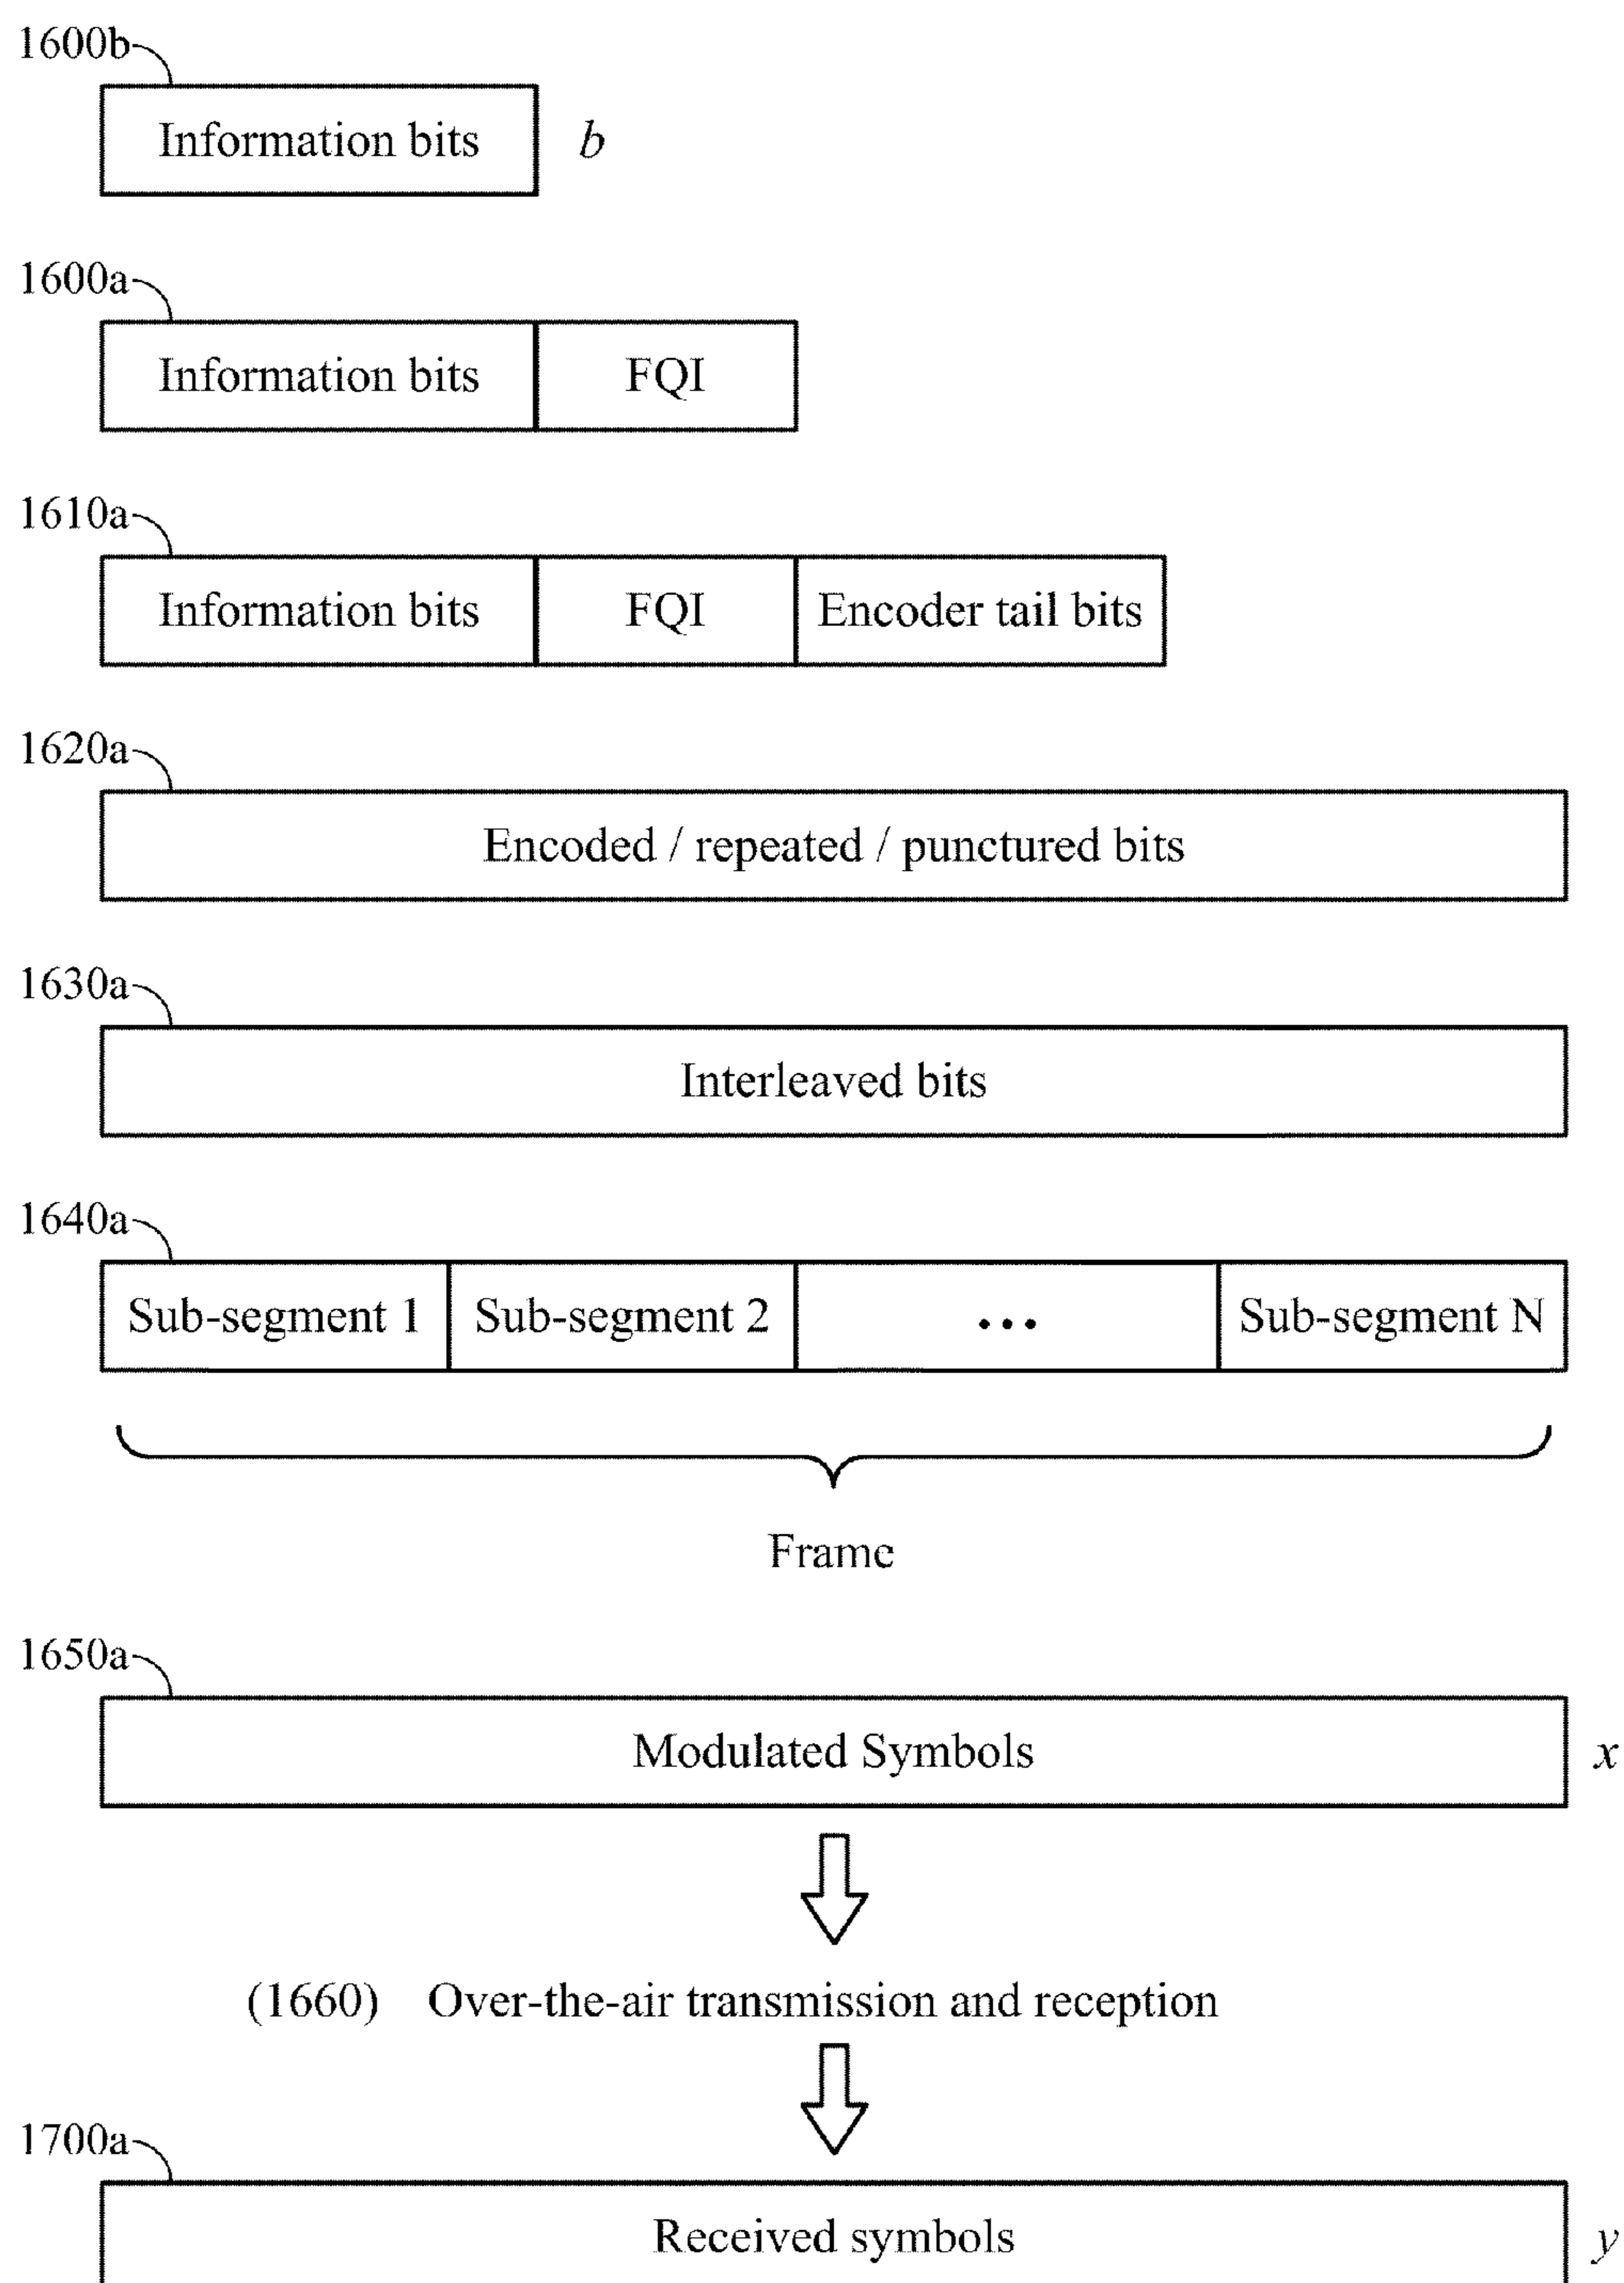 1600b
Information bits b
1600a
Information bits FQI
1610a
Information bits FQI Encoder tail bits
1620a
Encoded / repeated / punctured bits
1630a
Interleaved bits
1640a
Sub-segment 1 Sub-segment 2 ... Sub-segment N
Frame
1650a
Modulated Symbols x
(1660) Over-the-air transmission and reception
1700a
Received symbols y